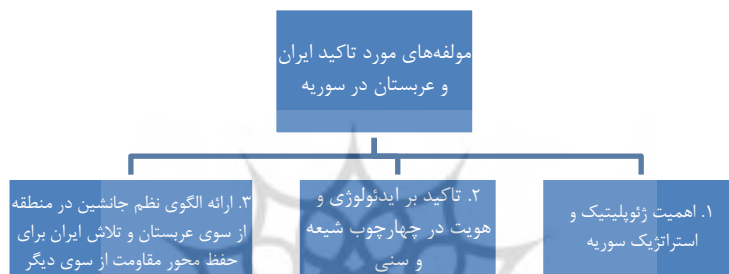 مولفه‌های مورد تاکید ایران
و عربستان در سوریه
۱. اهمیت ژئوپلیتیک و
استراتژیک سوریه
۲. تاکید بر ایدئولوژی و
هویت در چهارچوب شیعه
و سنی
۳. ارائه الگوی نظم جانشین در منطقه
از سوی عربستان و تلاش ایران برای
حفظ محور مقاومت از سوی دیگر